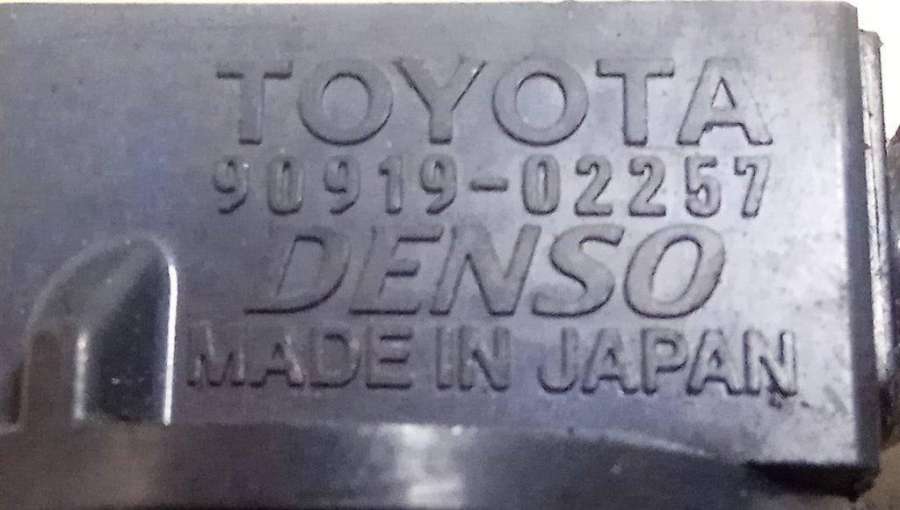 TOYOTA
90919-02257
DENSO
MADE IN JAPAN